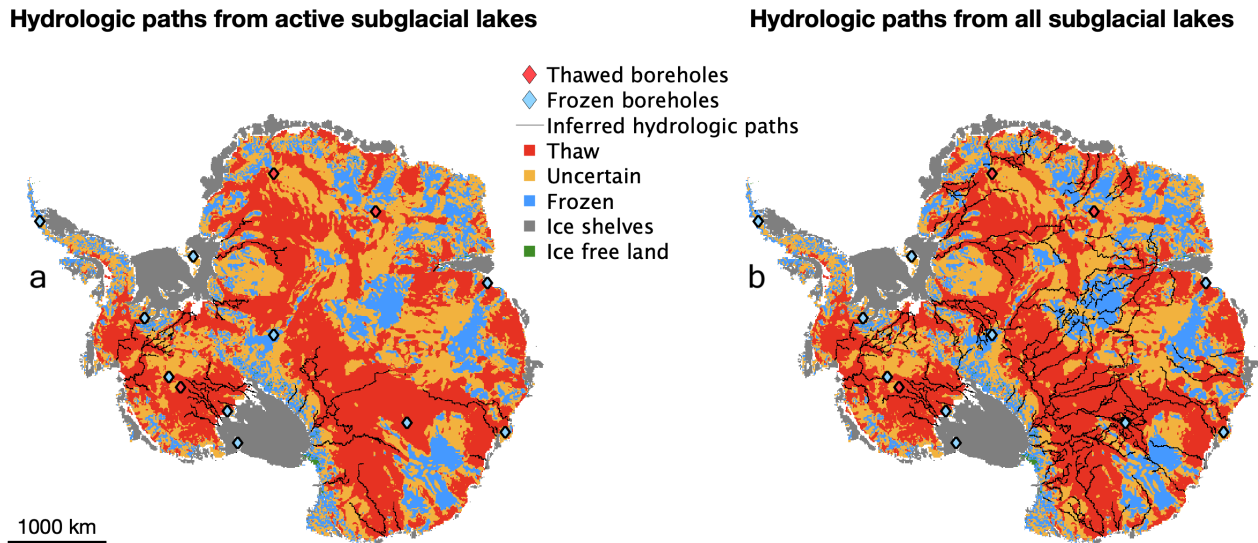 Hydrologic paths from active subglacial lakes
Hydrologic paths from all subglacial lakes
Thawed boreholes
Frozen boreholes
Inferred hydrologic paths
Thaw
Uncertain
Frozen
Ice shelves
Ice free land
a
b
1000 km